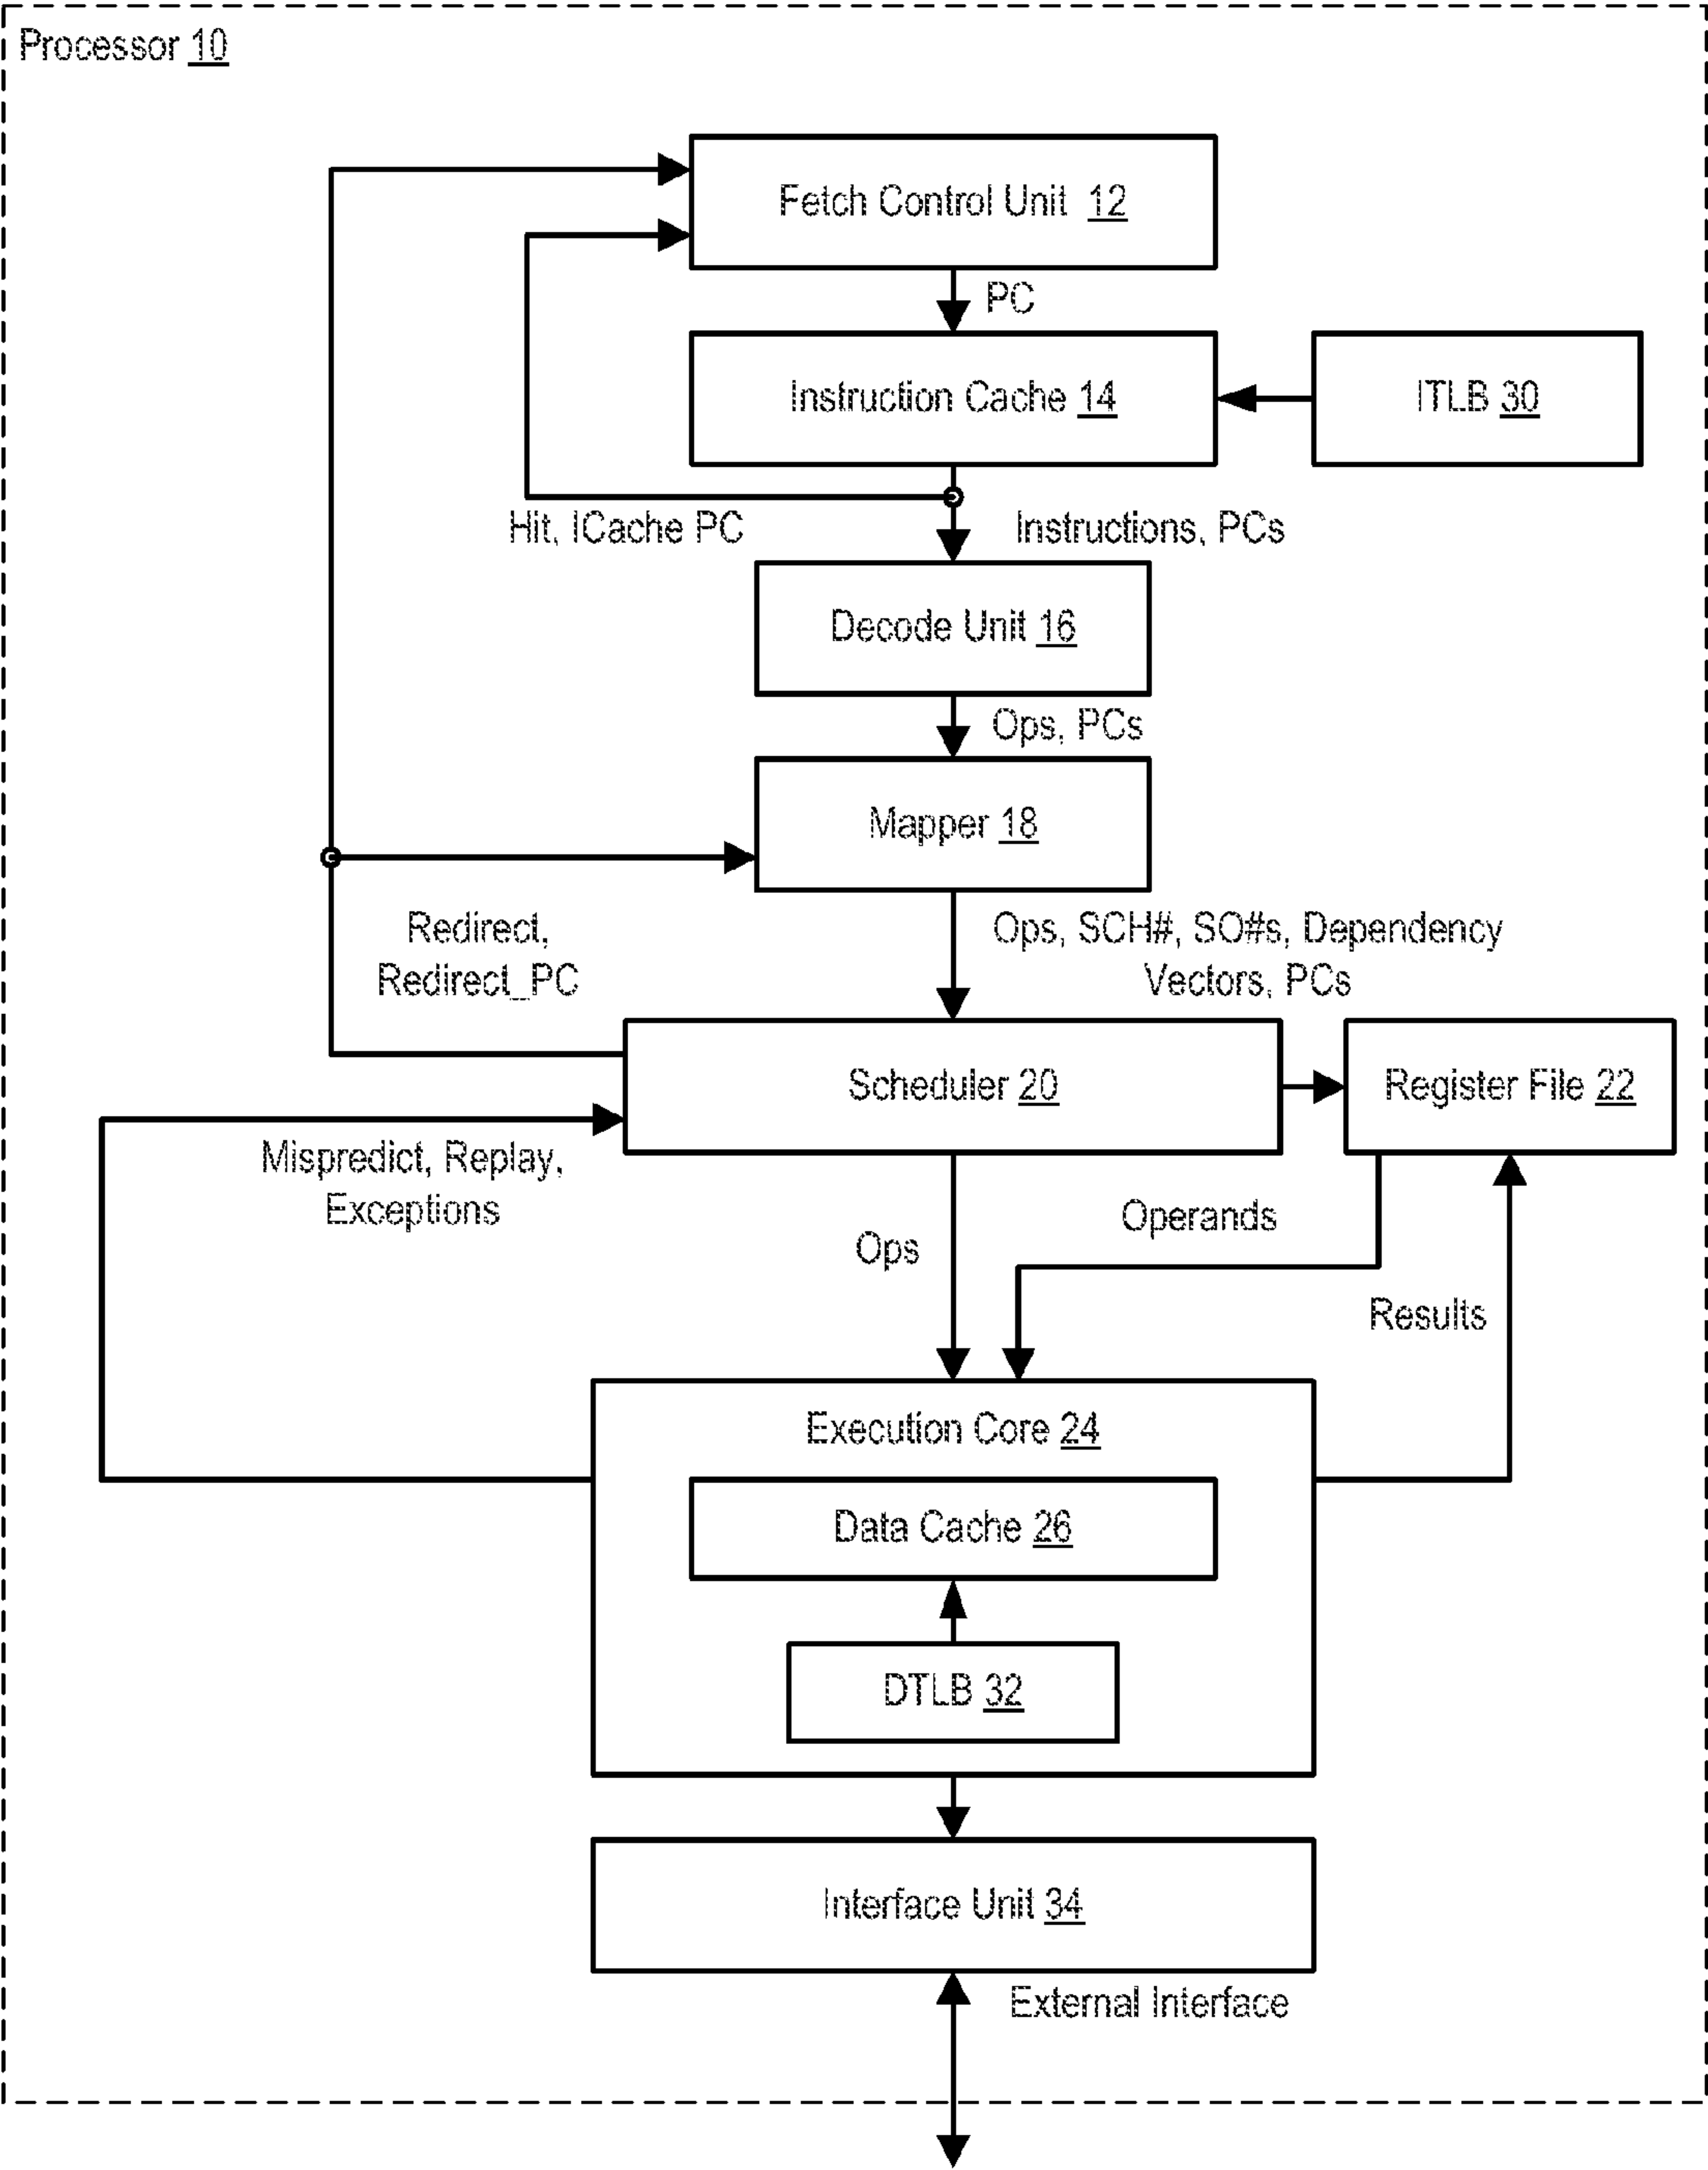 Processor 10
Fetch Control Unit 12
PC
Instruction Cache 14
ITLB 30
Hit, ICache PC
Instructions, PCs
Decode Unit 16
Ops, PCs
Mapper 18
Redirect,
Redirect_PC
Ops, SCH#, SO#s, Dependency
Vectors, PCs
Scheduler 20
Register File 22
Mispredict, Replay,
Exceptions
Ops
Operands
Results
Execution Core 24
Data Cache 26
DTLB 32
Interface Unit 34
External Interface